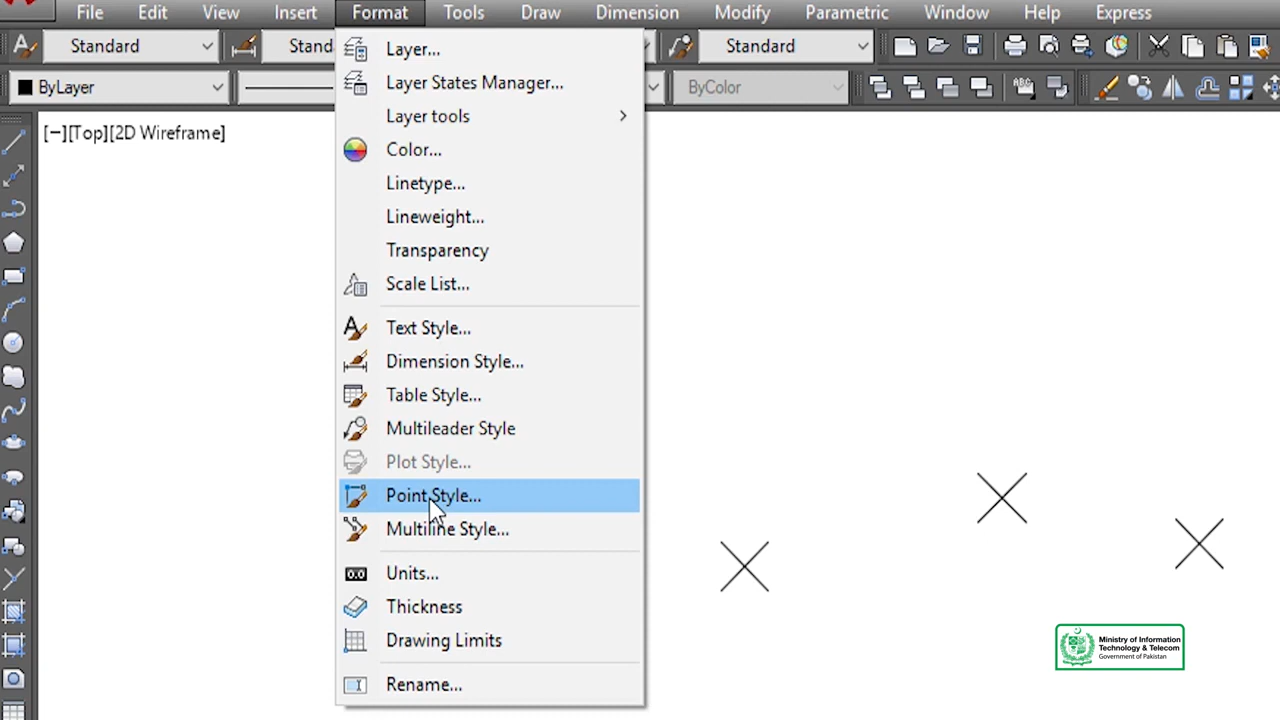 File Edit View Insert Format Tools Draw Dimension Modify Parametric Window Help Express
Standard Stand Standard
ByLayer ByColor
[−][Top][2D Wireframe]
Layer...
Layer States Manager...
Layer tools
Color...
Linetype...
Lineweight...
Transparency
Scale List...
Text Style...
Dimension Style...
Table Style...
Multileader Style
Plot Style...
Point Style...
Multiline Style...
Units...
Thickness
Drawing Limits
Rename...
Ministry of Information
Technology & Telecom
Government of Pakistan